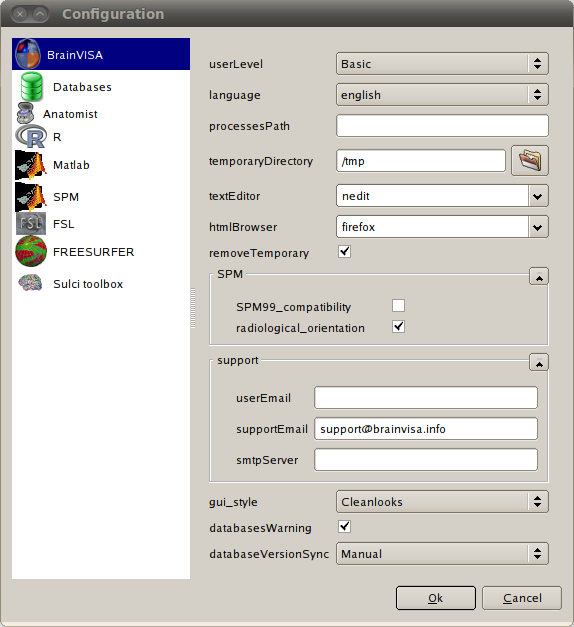 Configuration
BrainVISA
Databases
Anatomist
R
Matlab
SPM
FSL
FREESURFER
Sulci toolbox
userLevel Basic
language english
processesPath
temporaryDirectory /tmp
textEditor nedit
htmlBrowser firefox
removeTemporary
SPM
SPM99_compatibility
radiological_orientation
support
userEmail
supportEmail support@brainvisa.info
smtpServer
gui_style Cleanlooks
databasesWarning
databaseVersionSync Manual
Ok Cancel